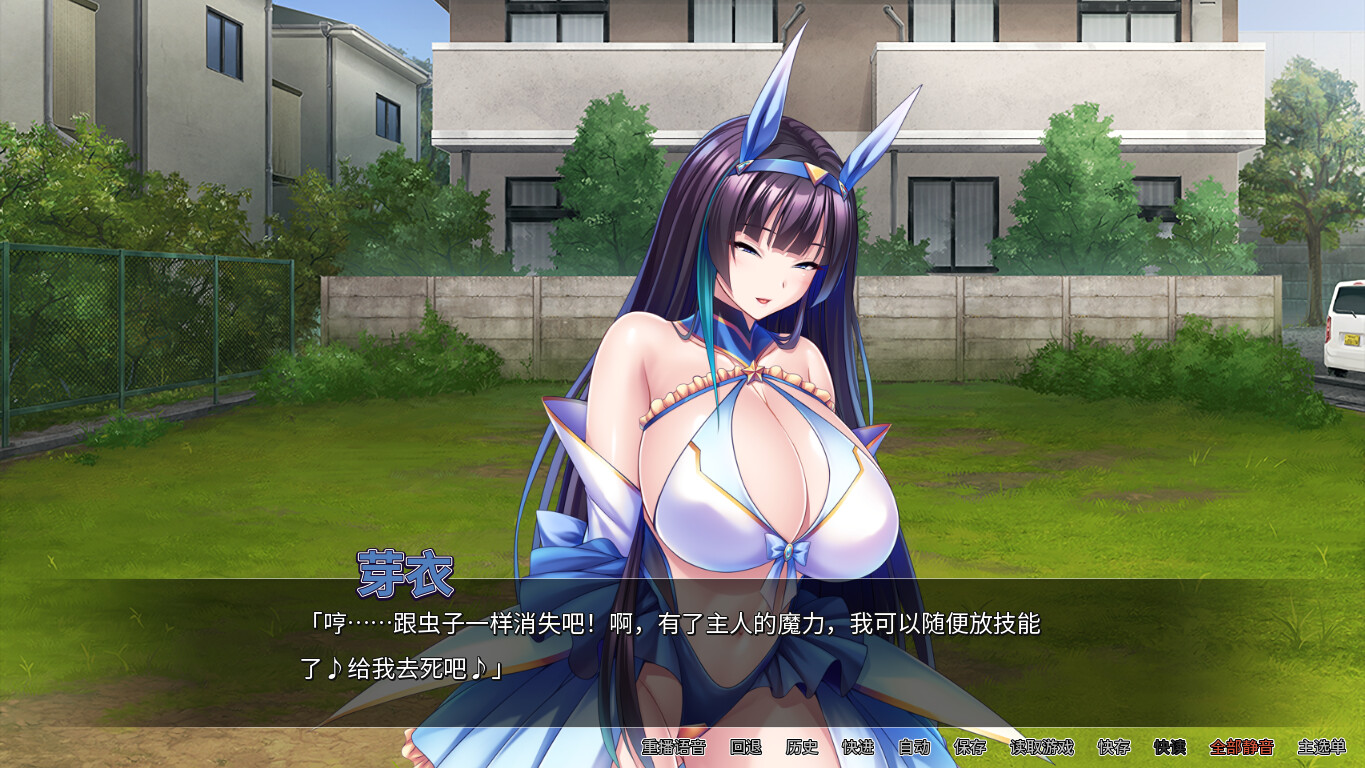 芽衣
「哼……跟虫子一样消失吧！啊，有了主人的魔力，我可以随便放技能
了♪给我去死吧♪」
重播语音 回退 历史 快进 自动 保存 读取游戏 快存 快读 全部静音 主选单